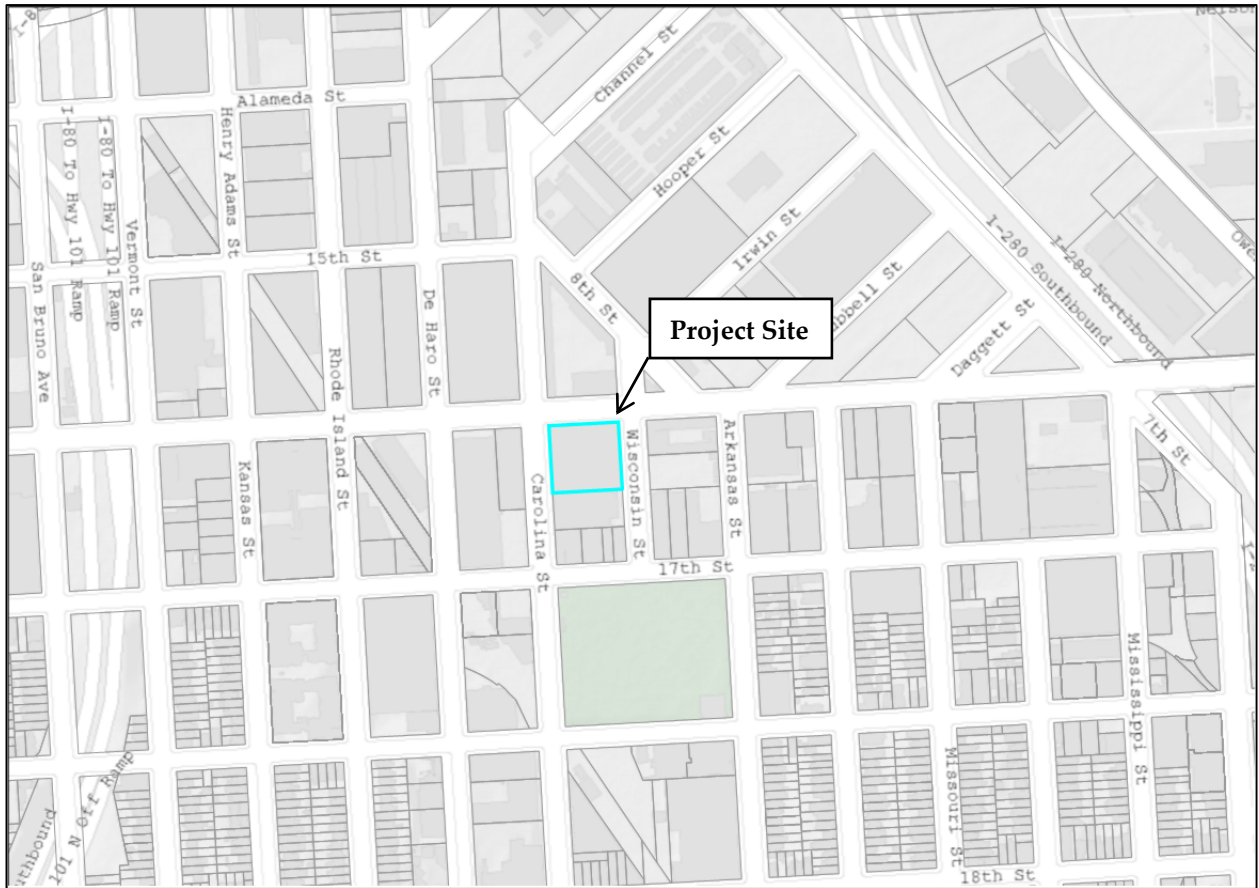 Channel St
Alameda St
I-80 To Hwy 101 Ramp
I-80 To Hwy 101 Ramp
Henry Adams St
Hooper St
Vermont St
15th St
Irwin St
I-280 Southbound
I-280 Northbound
San Bruno Ave
De Haro St
8th St
Project Site
Daggett St
Rhode Island St
Kansas St
Carolina St
Wisconsin St
Arkansas St
7th St
17th St
Mississippi St
Missouri St
101 N Off Ramp
18th St